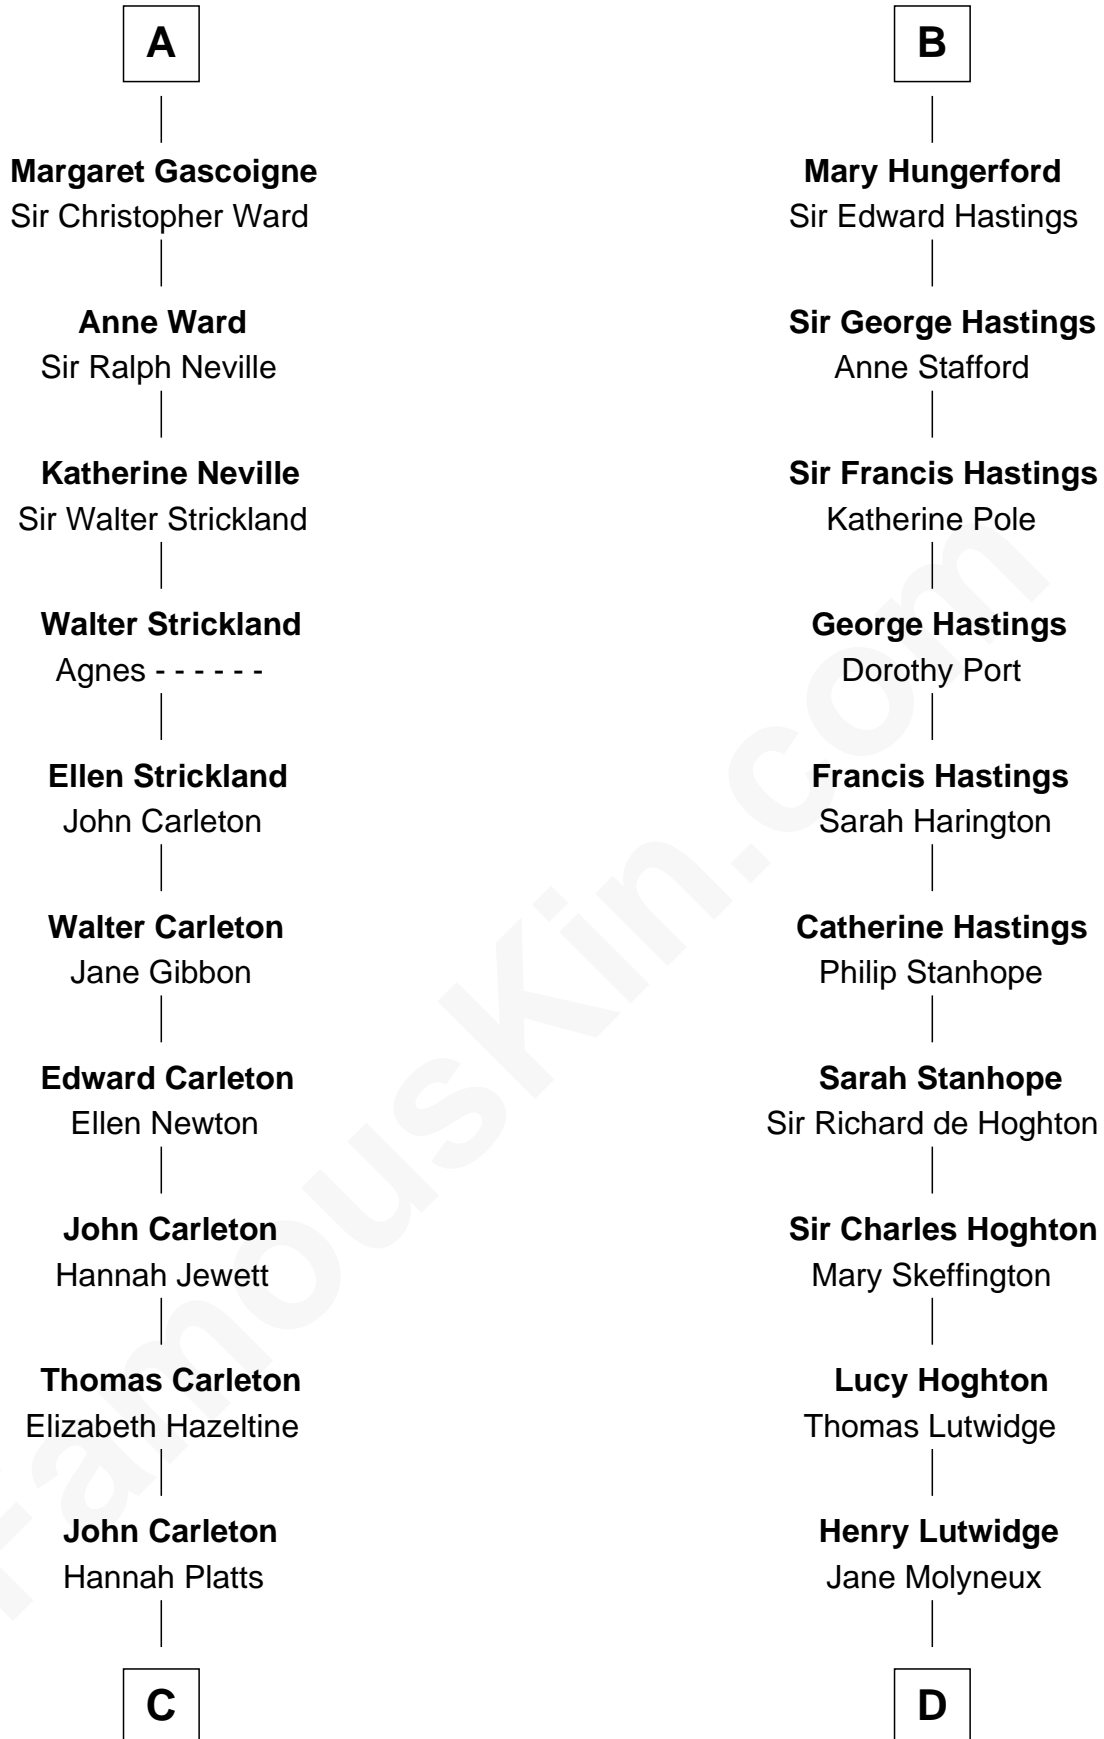 A
Margaret Gascoigne
Sir Christopher Ward
Anne Ward
Sir Ralph Neville
Katherine Neville
Sir Walter Strickland
Walter Strickland
Agnes - - - - - -
Ellen Strickland
John Carleton
Walter Carleton
Jane Gibbon
Edward Carleton
Ellen Newton
John Carleton
Hannah Jewett
Thomas Carleton
Elizabeth Hazeltine
John Carleton
Hannah Platts
C
B
Mary Hungerford
Sir Edward Hastings
Sir George Hastings
Anne Stafford
Sir Francis Hastings
Katherine Pole
George Hastings
Dorothy Port
Francis Hastings
Sarah Harington
Catherine Hastings
Philip Stanhope
Sarah Stanhope
Sir Richard de Hoghton
Sir Charles Hoghton
Mary Skeffington
Lucy Hoghton
Thomas Lutwidge
Henry Lutwidge
Jane Molyneux
D
FamousKin.com